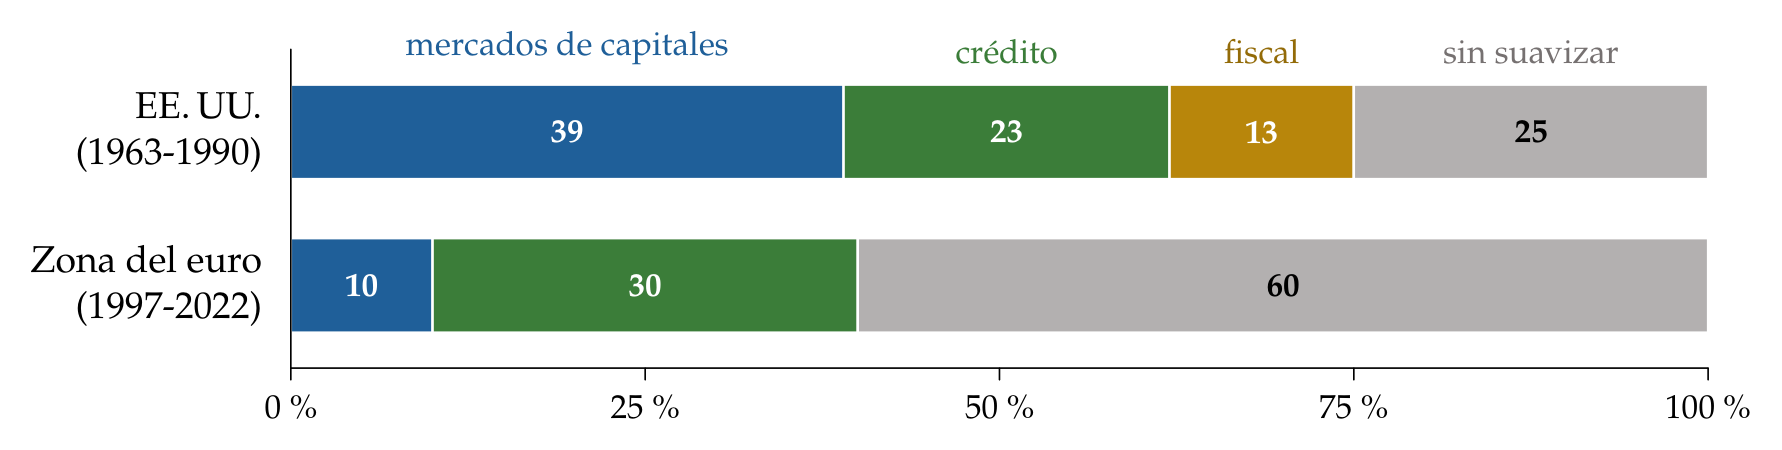 mercados de capitales
crédito
fiscal
sin suavizar
EE. UU.
(1963-1990)
39
23
13
25
Zona del euro
(1997-2022)
10
30
60
0 %
25 %
50 %
75 %
100 %